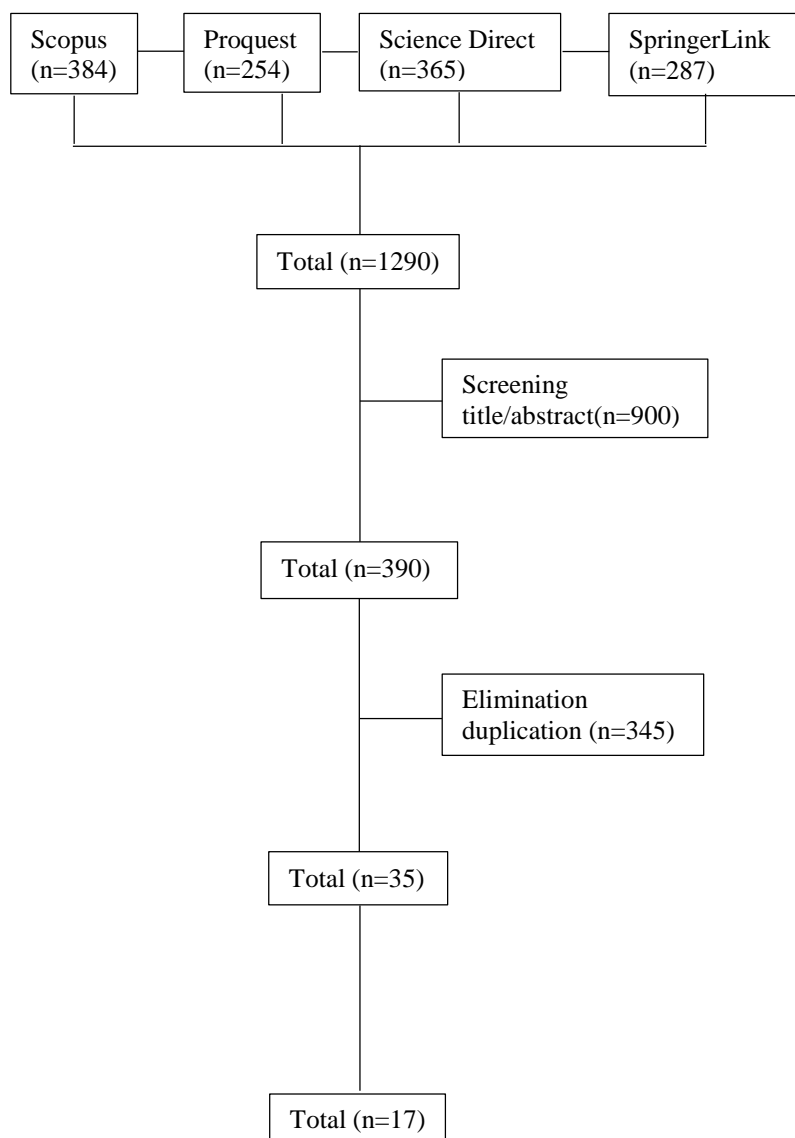 Scopus
(n=384)
Proquest
(n=254)
Science Direct
(n=365)
SpringerLink
(n=287)
Total (n=1290)
Screening
title/abstract(n=900)
Total (n=390)
Elimination
duplication (n=345)
Total (n=35)
Total (n=17)